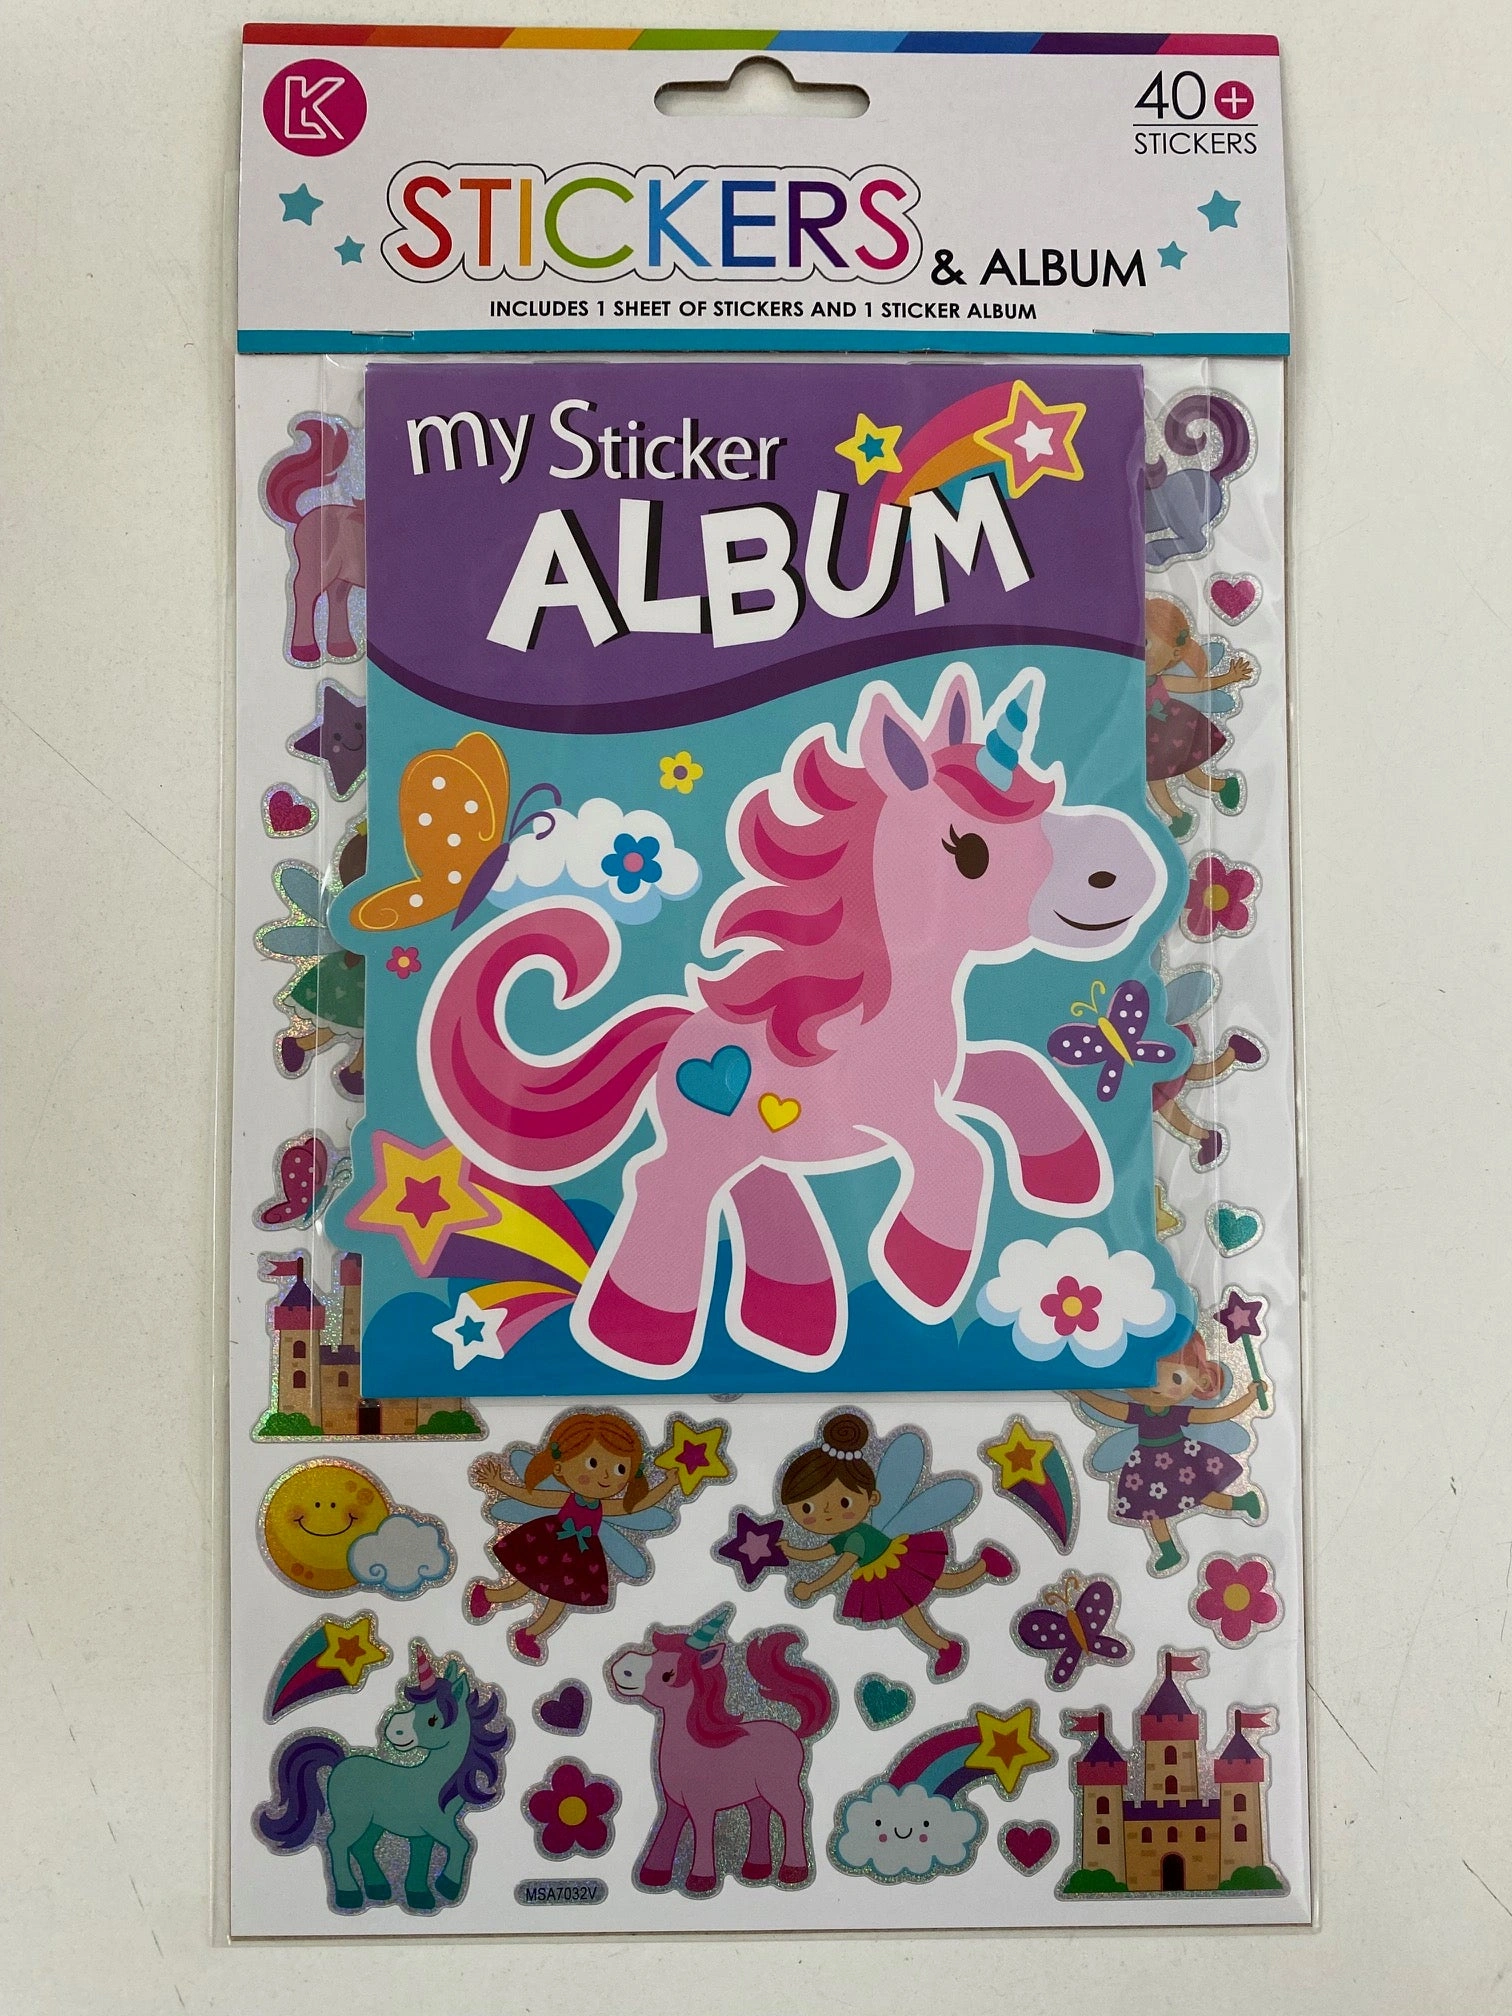 LK
40+
STICKERS
STICKERS & ALBUM
INCLUDES 1 SHEET OF STICKERS AND 1 STICKER ALBUM
my Sticker
ALBUM
MSA7032V